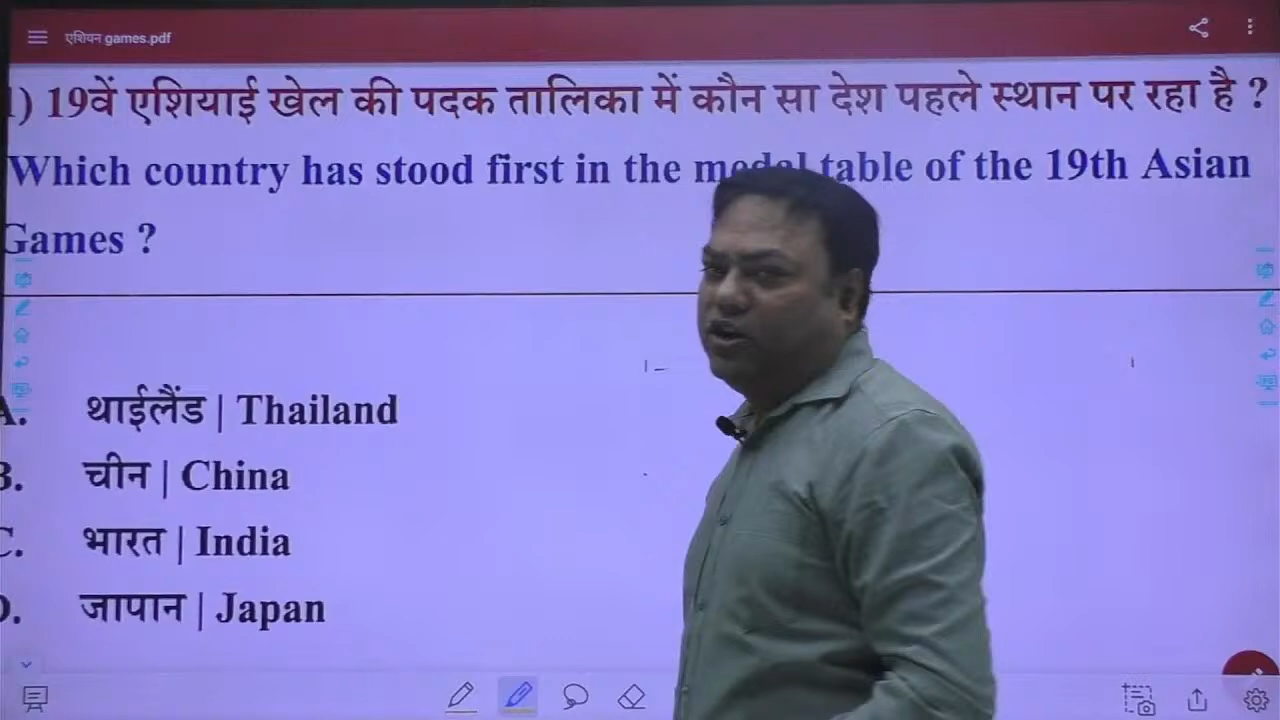 एशियन games.pdf
1) 19वें एशियाई खेल की पदक तालिका में कौन सा देश पहले स्थान पर रहा है ?
Which country has stood first in the medal table of the 19th Asian
Games ?
A. थाईलैंड | Thailand
B. चीन | China
C. भारत | India
D. जापान | Japan